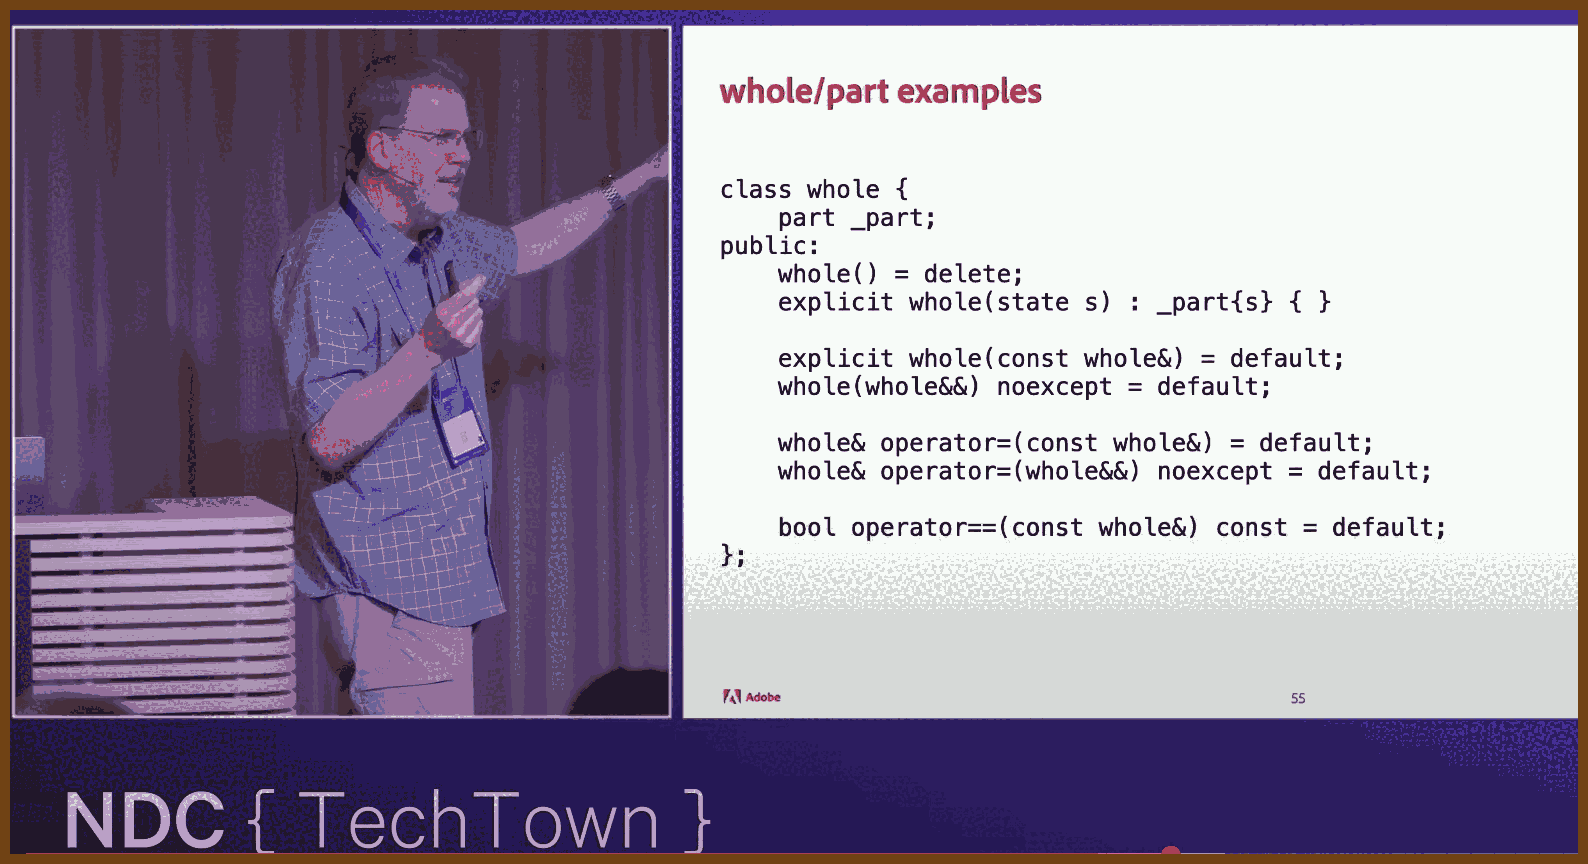 whole/part examples
class whole {
    part _part;
public:
    whole() = delete;
    explicit whole(state s) : _part{s} { }
    explicit whole(const whole&) = default;
    whole(whole&&) noexcept = default;
    whole& operator=(const whole&) = default;
    whole& operator=(whole&&) noexcept = default;
    bool operator==(const whole&) const = default;
};
Adobe
55
NDC { TechTown }